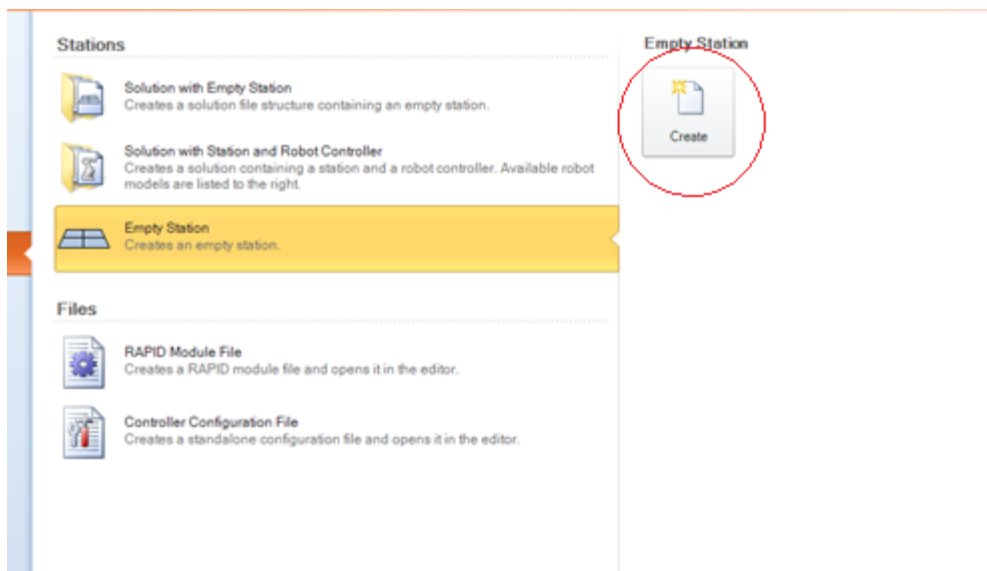 Stations
Solution with Empty Station
Creates a solution file structure containing an empty station.
Solution with Station and Robot Controller
Creates a solution containing a station and a robot controller. Available robot
models are listed to the right.
Empty Station
Creates an empty station.
Files
RAPID Module File
Creates a RAPID module file and opens it in the editor.
Controller Configuration File
Creates a standalone configuration file and opens it in the editor.
Empty Station
Create